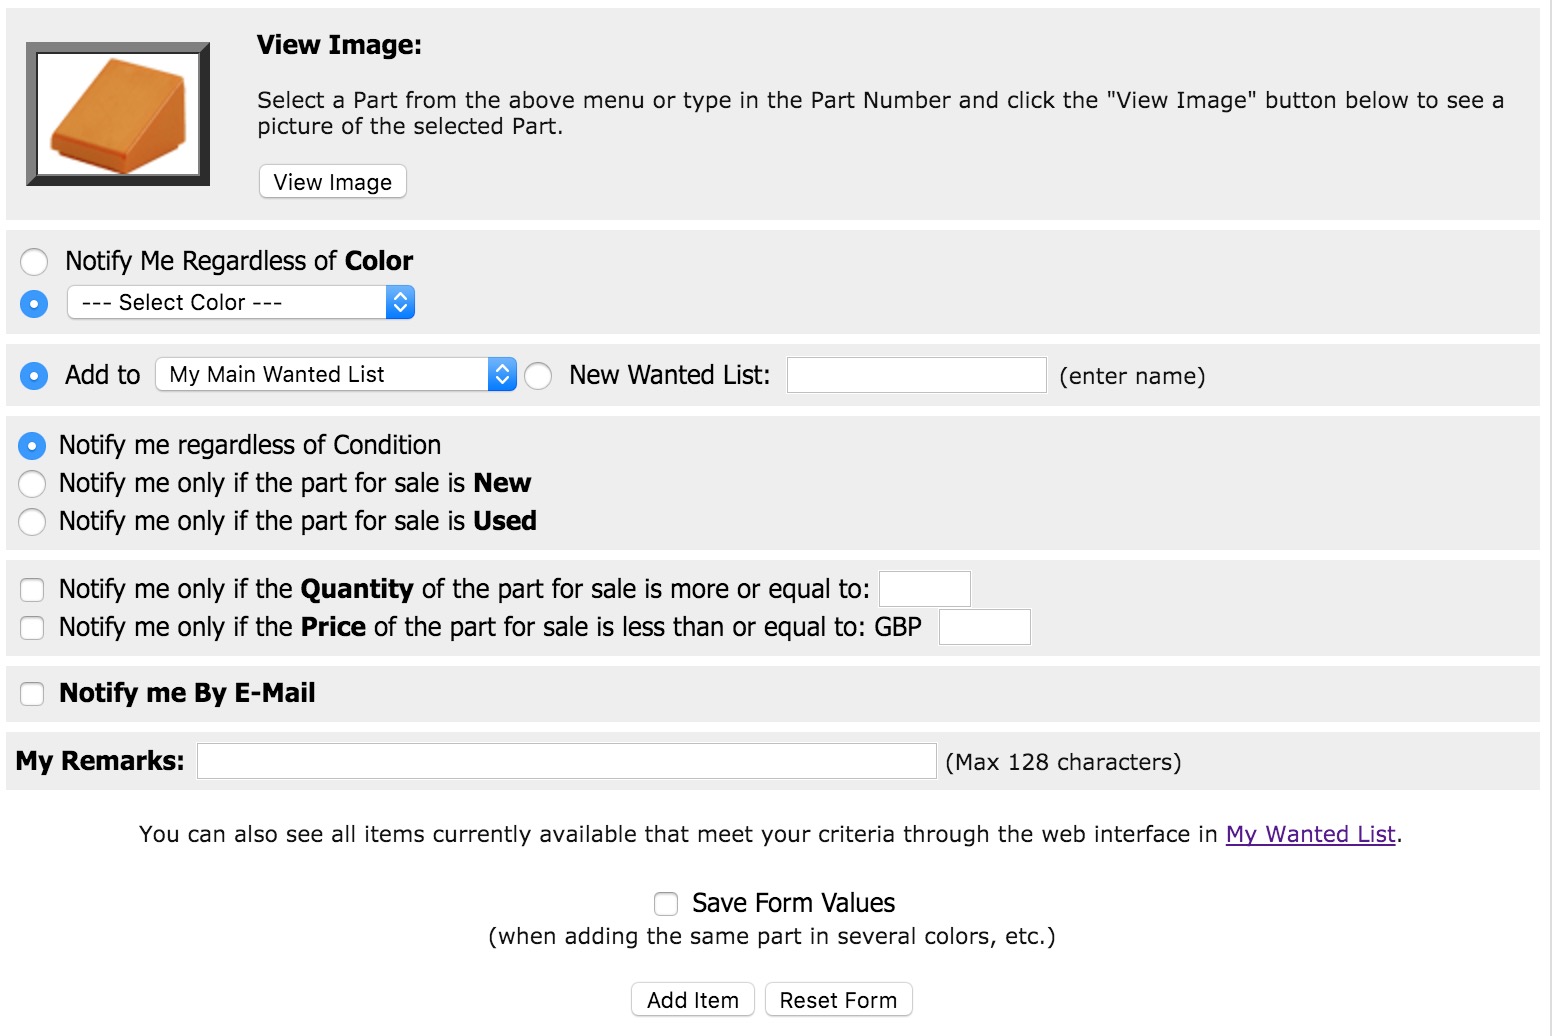 View Image:
Select a Part from the above menu or type in the Part Number and click the "View Image" button below to see a
picture of the selected Part.
View Image
Notify Me Regardless of Color
--- Select Color ---
Add to My Main Wanted List New Wanted List: (enter name)
Notify me regardless of Condition
Notify me only if the part for sale is New
Notify me only if the part for sale is Used
Notify me only if the Quantity of the part for sale is more or equal to:
Notify me only if the Price of the part for sale is less than or equal to: GBP
Notify me By E-Mail
My Remarks: (Max 128 characters)
You can also see all items currently available that meet your criteria through the web interface in My Wanted List.
Save Form Values
(when adding the same part in several colors, etc.)
Add Item Reset Form